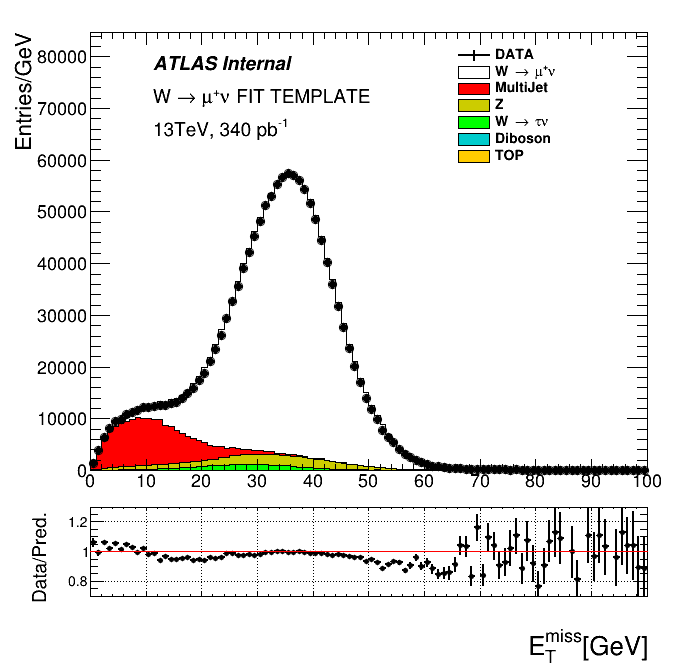 Entries/GeV
80000
70000
60000
50000
40000
30000
20000
10000
0
ATLAS Internal
W → μ⁺ν FIT TEMPLATE
13TeV, 340 pb⁻¹
DATA
W → μ⁺ν
MultiJet
Z
W → τν
Diboson
TOP
0 10 20 30 40 50 60 70 80 90 100
Data/Pred.
1.2
1
0.8
E_T^miss[GeV]